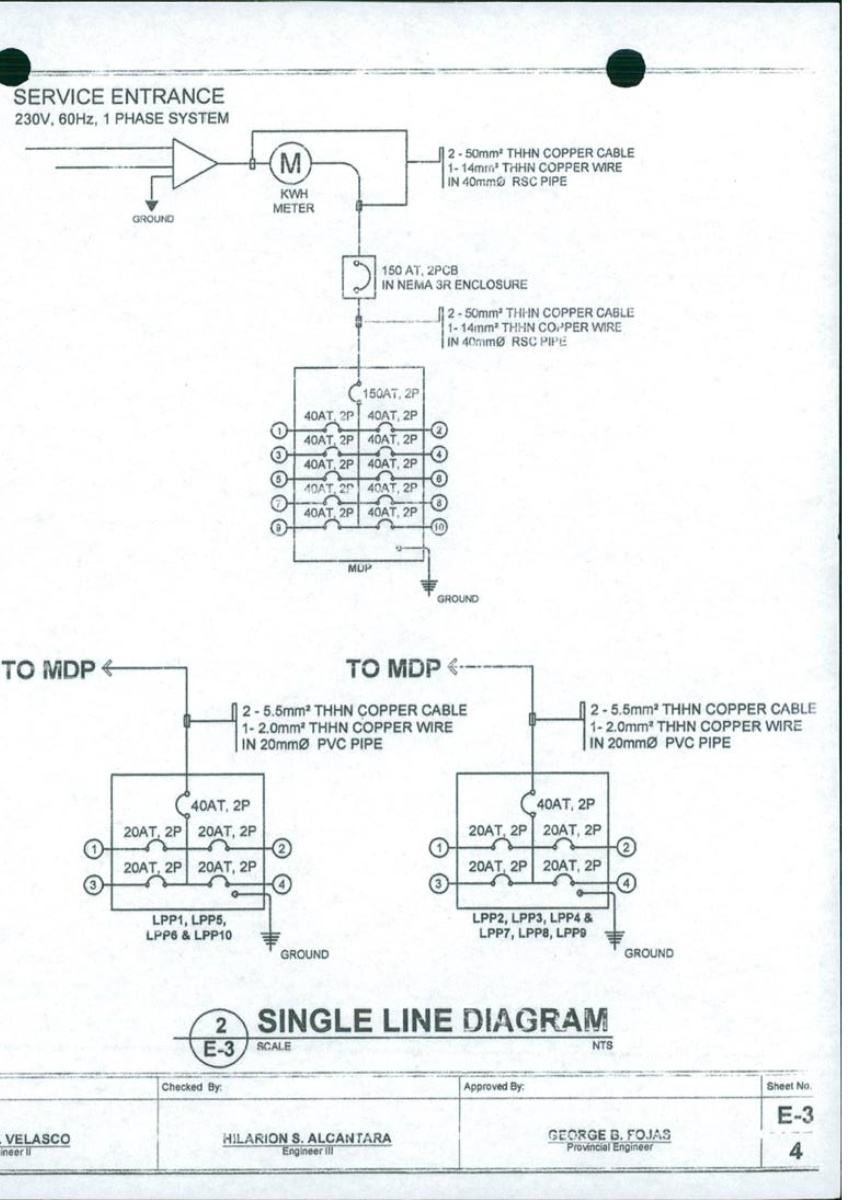 SERVICE ENTRANCE
230V, 60Hz, 1 PHASE SYSTEM
M
KWH
METER
GROUND
2 - 50mm² THHN COPPER CABLE
1- 14mm² THHN COPPER WIRE
IN 40mmØ RSC PIPE
150 AT, 2PCB
IN NEMA 3R ENCLOSURE
2 - 50mm² THHN COPPER CABLE
1- 14mm² THHN COPPER WIRE
IN 40mmØ RSC PIPE
150AT, 2P
40AT, 2P 40AT, 2P
1 2
40AT, 2P 40AT, 2P
3 4
40AT, 2P 40AT, 2P
5 6
40AT, 2P 40AT, 2P
7 8
40AT, 2P 40AT, 2P
9 10
MDP
GROUND
TO MDP
2 - 5.5mm² THHN COPPER CABLE
1- 2.0mm² THHN COPPER WIRE
IN 20mmØ PVC PIPE
40AT, 2P
20AT, 2P 20AT, 2P
1 2
20AT, 2P 20AT, 2P
3 4
LPP1, LPP5,
LPP6 & LPP10
GROUND
TO MDP
2 - 5.5mm² THHN COPPER CABLE
1- 2.0mm² THHN COPPER WIRE
IN 20mmØ PVC PIPE
40AT, 2P
20AT, 2P 20AT, 2P
1 2
20AT, 2P 20AT, 2P
3 4
LPP2, LPP3, LPP4 &
LPP7, LPP8, LPP9
GROUND
2
E-3
SINGLE LINE DIAGRAM
SCALE NTS
Checked By:
Approved By:
Sheet No.
. VELASCO
ineer II
HILARION S. ALCANTARA
Engineer III
GEORGE B. FOJAS
Provincial Engineer
E-3
4